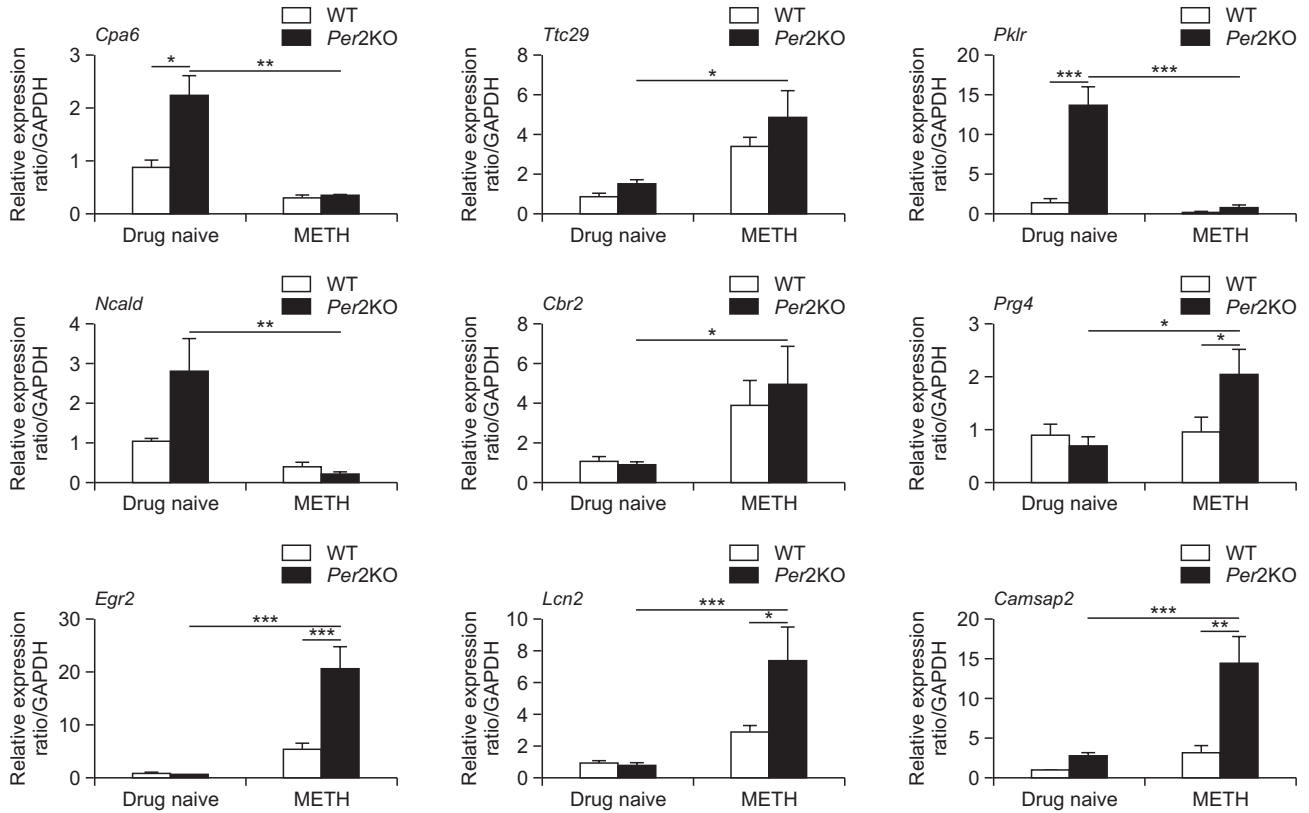 WT
Per2KO
Cpa6
Relative expression
ratio/GAPDH
3
2
1
0
*
**
Drug naive
METH
WT
Per2KO
Ttc29
Relative expression
ratio/GAPDH
8
6
4
2
0
*
Drug naive
METH
WT
Per2KO
Pklr
Relative expression
ratio/GAPDH
20
15
10
5
0
***
***
Drug naive
METH
WT
Per2KO
Ncald
Relative expression
ratio/GAPDH
4
3
2
1
0
**
Drug naive
METH
WT
Per2KO
Cbr2
Relative expression
ratio/GAPDH
8
6
4
2
0
*
Drug naive
METH
WT
Per2KO
Prg4
Relative expression
ratio/GAPDH
3
2
1
0
*
*
Drug naive
METH
WT
Per2KO
Egr2
Relative expression
ratio/GAPDH
30
20
10
0
***
***
Drug naive
METH
WT
Per2KO
Lcn2
Relative expression
ratio/GAPDH
10
8
6
4
2
0
***
*
Drug naive
METH
WT
Per2KO
Camsap2
Relative expression
ratio/GAPDH
20
15
10
5
0
***
**
Drug naive
METH